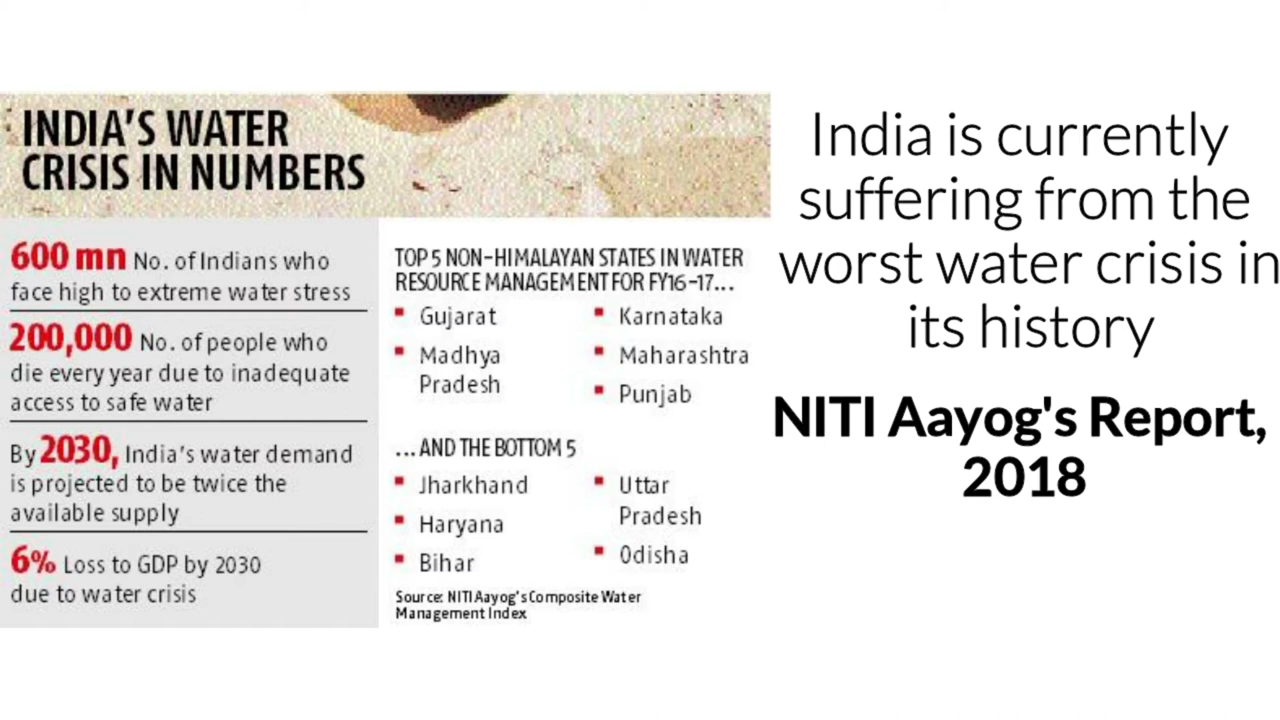 INDIA'S WATER
CRISIS IN NUMBERS
600 mn No. of Indians who
face high to extreme water stress
200,000 No. of people who
die every year due to inadequate
access to safe water
By 2030, India's water demand
is projected to be twice the
available supply
6% Loss to GDP by 2030
due to water crisis
TOP 5 NON-HIMALAYAN STATES IN WATER
RESOURCE MANAGEMENT FOR FY16-17...
Gujarat
Madhya
Pradesh
Karnataka
Maharashtra
Punjab
...AND THE BOTTOM 5
Jharkhand
Haryana
Bihar
Uttar
Pradesh
Odisha
Source: NITI Aayog's Composite Water
Management Index
India is currently
suffering from the
worst water crisis in
its history
NITI Aayog's Report,
2018